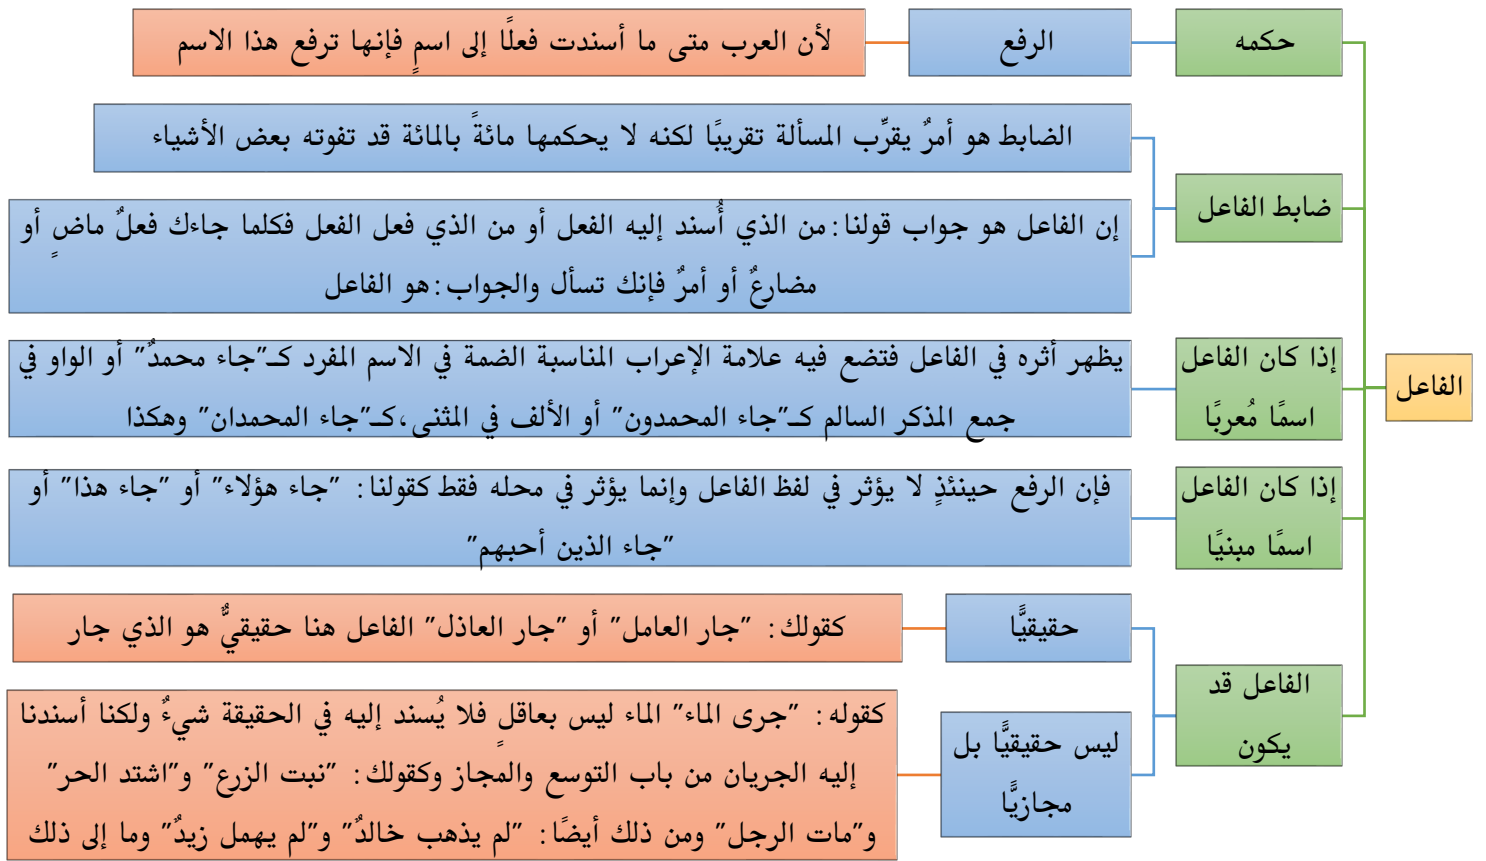 الفاعل
حكمه
الرفع
لأن العرب متى ما أسندت فعلًا إلى اسمٍ فإنها ترفع هذا الاسم
ضابط الفاعل
الضابط هو أمرٌ يقرِّب المسألة تقريبًا لكنه لا يحكمها مائةً بالمائة قد تفوته بعض الأشياء
إن الفاعل هو جواب قولنا: من الذي أُسند إليه الفعل أو من الذي فعل الفعل فكلما جاءك فعلٌ ماضٍ أو
مضارعٌ أو أمرٌ فإنك تسأل والجواب: هو الفاعل
إذا كان الفاعل
اسمًا مُعربًا
يظهر أثره في الفاعل فتضع فيه علامة الإعراب المناسبة الضمة في الاسم المفرد كـ"جاء محمدٌ" أو الواو في
جمع المذكر السالم كـ"جاء المحمدون" أو الألف في المثنى، كـ"جاء المحمدان" وهكذا
إذا كان الفاعل
اسمًا مبنيًا
فإن الرفع حينئذٍ لا يؤثر في لفظ الفاعل وإنما يؤثر في محله فقط كقولنا: "جاء هؤلاء" أو "جاء هذا" أو
"جاء الذين أحبهم"
الفاعل قد
يكون
حقيقيًّا
كقولك: "جار العامل" أو "جار العاذل" الفاعل هنا حقيقيٌّ هو الذي جار
ليس حقيقيًّا بل
مجازيًّا
كقوله: "جرى الماء" الماء ليس بعاقلٍ فلا يُسند إليه في الحقيقة شيءٌ ولكنا أسندنا
إليه الجريان من باب التوسع والمجاز وكقولك: "نبت الزرع" و"اشتد الحر"
و"مات الرجل" ومن ذلك أيضًا: "لم يذهب خالدٌ" و"لم يهمل زيدٌ" وما إلى ذلك